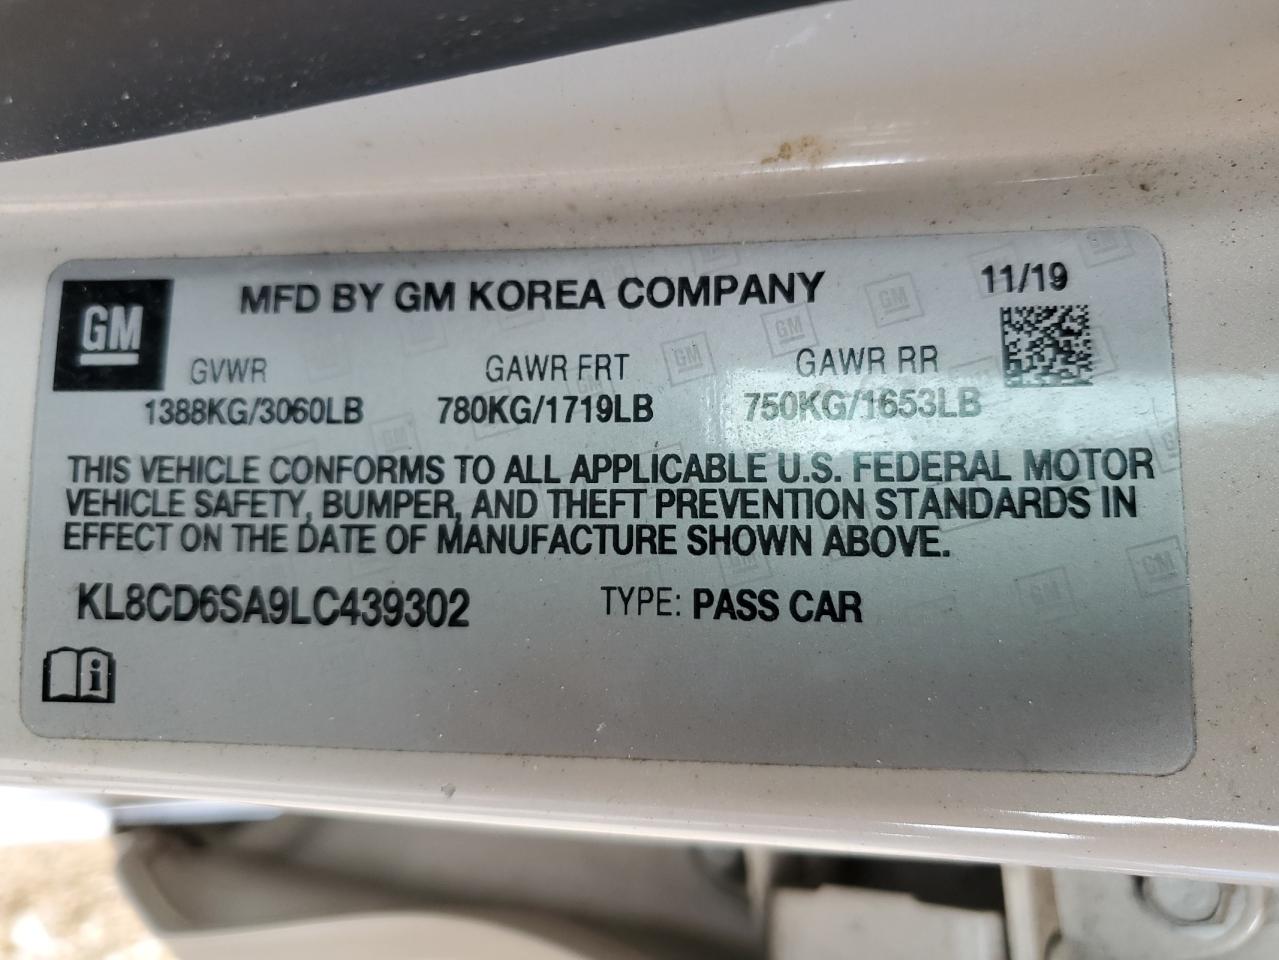 GM
MFD BY GM KOREA COMPANY
11/19
GVWR GAWR FRT GAWR RR
1388KG/3060LB 780KG/1719LB 750KG/1653LB
THIS VEHICLE CONFORMS TO ALL APPLICABLE U.S. FEDERAL MOTOR
VEHICLE SAFETY, BUMPER, AND THEFT PREVENTION STANDARDS IN
EFFECT ON THE DATE OF MANUFACTURE SHOWN ABOVE.
KL8CD6SA9LC439302 TYPE: PASS CAR
i